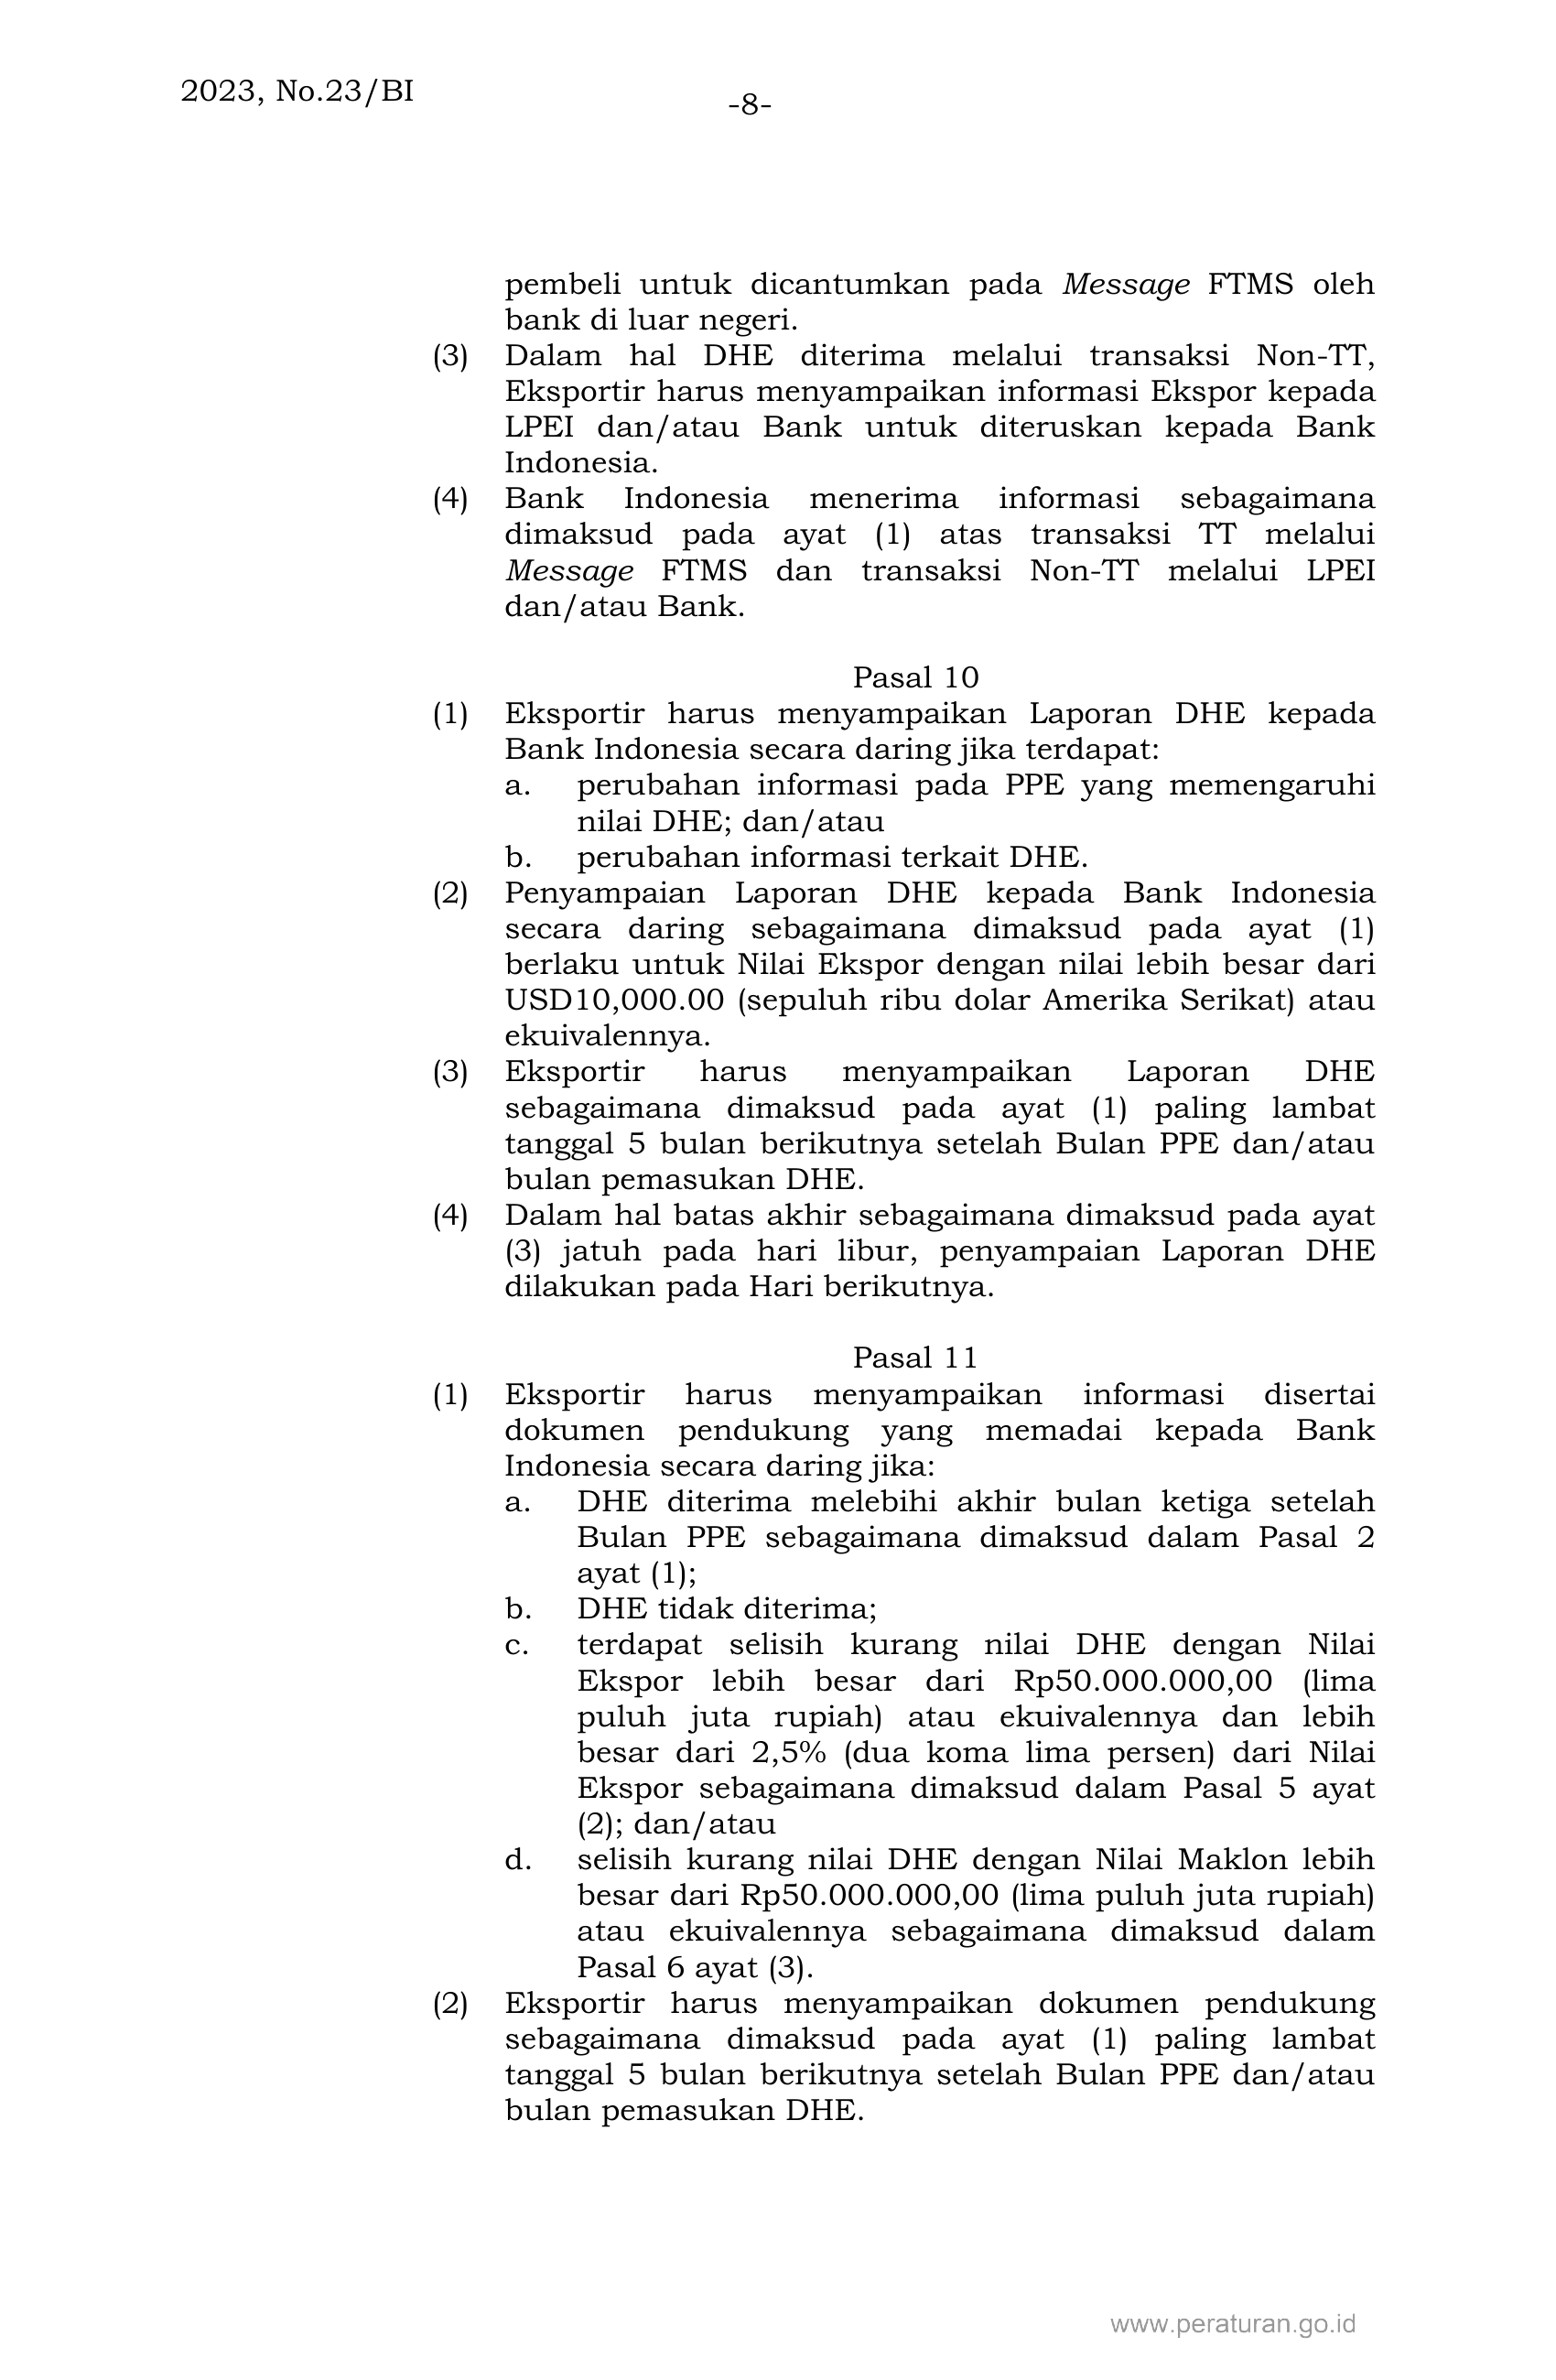 2023, No.23/BI
-8-
pembeli untuk dicantumkan pada Message FTMS oleh
bank di luar negeri.
(3) Dalam hal DHE diterima melalui transaksi Non-TT,
Eksportir harus menyampaikan informasi Ekspor kepada
LPEI dan/atau Bank untuk diteruskan kepada Bank
Indonesia.
(4) Bank Indonesia menerima informasi sebagaimana
dimaksud pada ayat (1) atas transaksi TT melalui
Message FTMS dan transaksi Non-TT melalui LPEI
dan/atau Bank.
Pasal 10
(1) Eksportir harus menyampaikan Laporan DHE kepada
Bank Indonesia secara daring jika terdapat:
a. perubahan informasi pada PPE yang memengaruhi
nilai DHE; dan/atau
b. perubahan informasi terkait DHE.
(2) Penyampaian Laporan DHE kepada Bank Indonesia
secara daring sebagaimana dimaksud pada ayat (1)
berlaku untuk Nilai Ekspor dengan nilai lebih besar dari
USD10,000.00 (sepuluh ribu dolar Amerika Serikat) atau
ekuivalennya.
(3) Eksportir harus menyampaikan Laporan DHE
sebagaimana dimaksud pada ayat (1) paling lambat
tanggal 5 bulan berikutnya setelah Bulan PPE dan/atau
bulan pemasukan DHE.
(4) Dalam hal batas akhir sebagaimana dimaksud pada ayat
(3) jatuh pada hari libur, penyampaian Laporan DHE
dilakukan pada Hari berikutnya.
Pasal 11
(1) Eksportir harus menyampaikan informasi disertai
dokumen pendukung yang memadai kepada Bank
Indonesia secara daring jika:
a. DHE diterima melebihi akhir bulan ketiga setelah
Bulan PPE sebagaimana dimaksud dalam Pasal 2
ayat (1);
b. DHE tidak diterima;
c. terdapat selisih kurang nilai DHE dengan Nilai
Ekspor lebih besar dari Rp50.000.000,00 (lima
puluh juta rupiah) atau ekuivalennya dan lebih
besar dari 2,5% (dua koma lima persen) dari Nilai
Ekspor sebagaimana dimaksud dalam Pasal 5 ayat
(2); dan/atau
d. selisih kurang nilai DHE dengan Nilai Maklon lebih
besar dari Rp50.000.000,00 (lima puluh juta rupiah)
atau ekuivalennya sebagaimana dimaksud dalam
Pasal 6 ayat (3).
(2) Eksportir harus menyampaikan dokumen pendukung
sebagaimana dimaksud pada ayat (1) paling lambat
tanggal 5 bulan berikutnya setelah Bulan PPE dan/atau
bulan pemasukan DHE.
www.peraturan.go.id